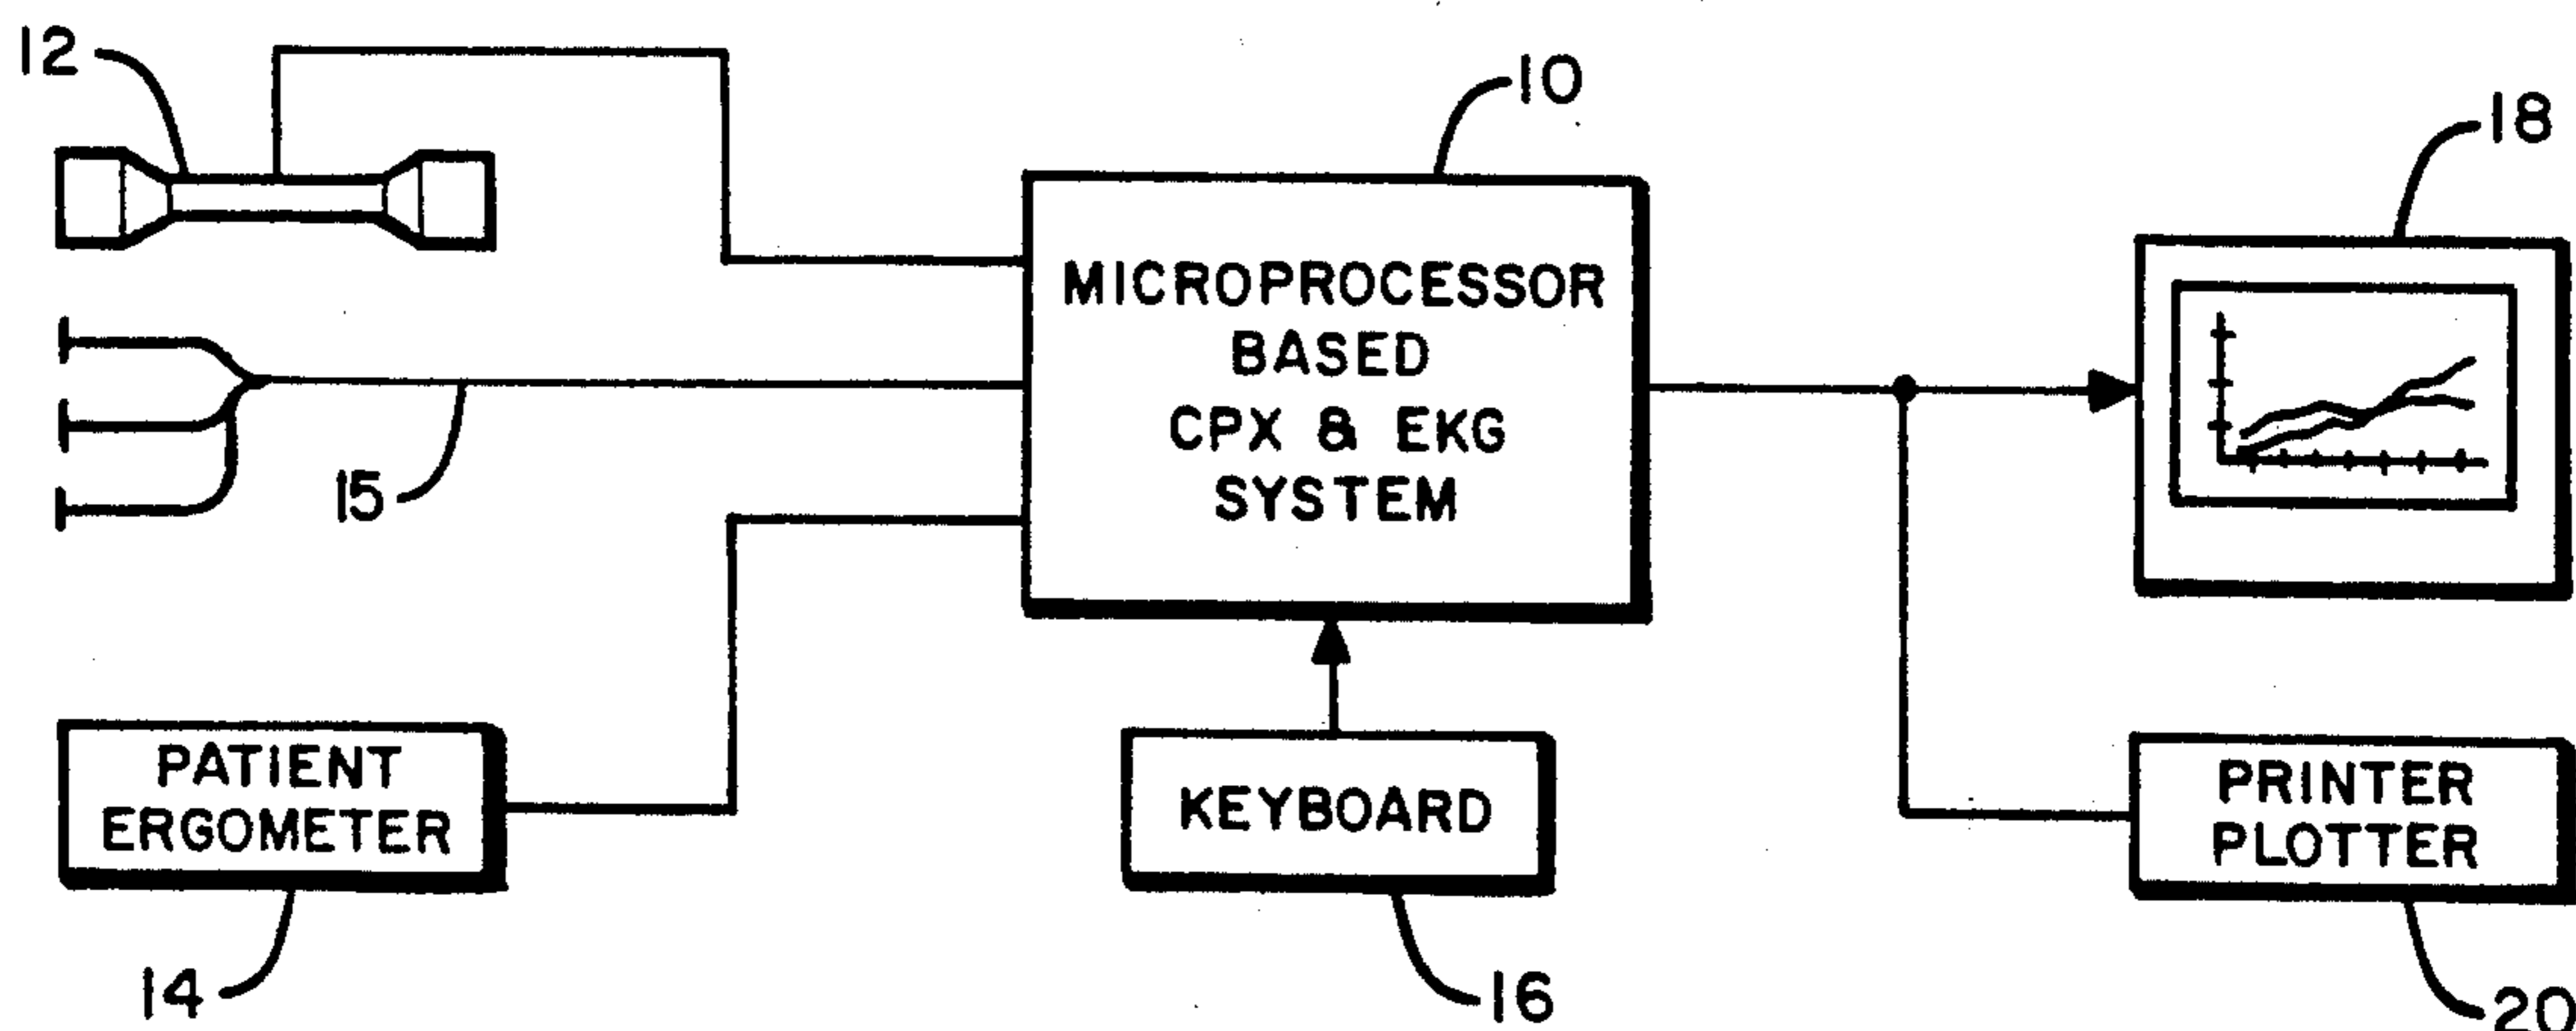 12
10
18
MICROPROCESSOR
BASED
CPX & EKG
SYSTEM
15
PATIENT
ERGOMETER
KEYBOARD
PRINTER
PLOTTER
14
16
20